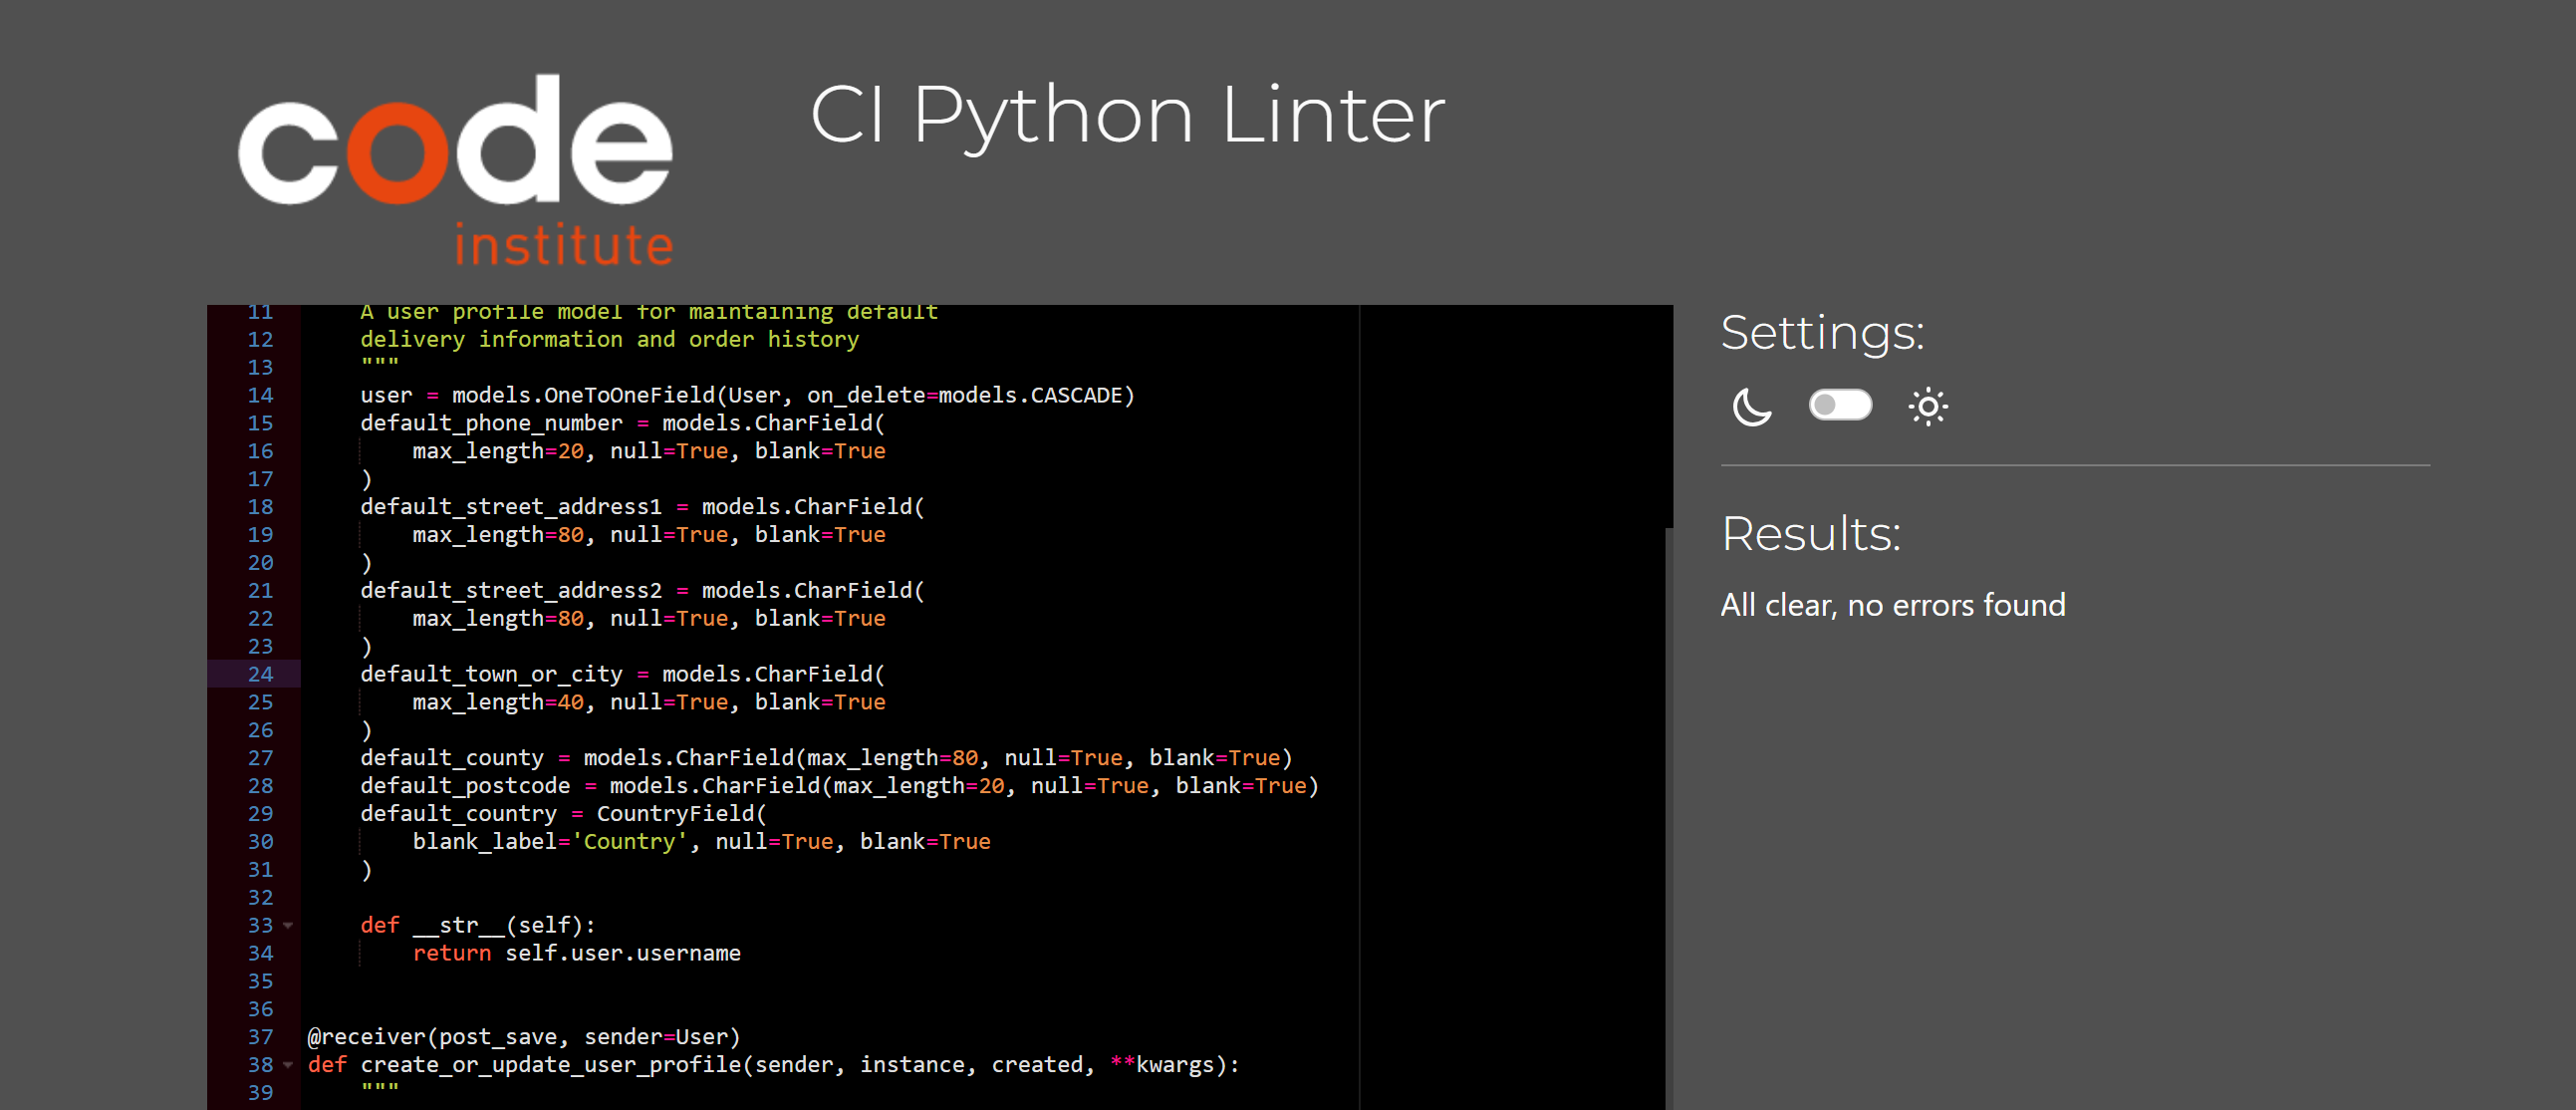 code
institute
CI Python Linter
11 A user profile model for maintaining default
12 delivery information and order history
13 """
14 user = models.OneToOneField(User, on_delete=models.CASCADE)
15 default_phone_number = models.CharField(
16 max_length=20, null=True, blank=True
17 )
18 default_street_address1 = models.CharField(
19 max_length=80, null=True, blank=True
20 )
21 default_street_address2 = models.CharField(
22 max_length=80, null=True, blank=True
23 )
24 default_town_or_city = models.CharField(
25 max_length=40, null=True, blank=True
26 )
27 default_county = models.CharField(max_length=80, null=True, blank=True)
28 default_postcode = models.CharField(max_length=20, null=True, blank=True)
29 default_country = CountryField(
30 blank_label='Country', null=True, blank=True
31 )
32
33 def __str__(self):
34 return self.user.username
35
36
37 @receiver(post_save, sender=User)
38 def create_or_update_user_profile(sender, instance, created, **kwargs):
39 """
Settings:
Results:
All clear, no errors found